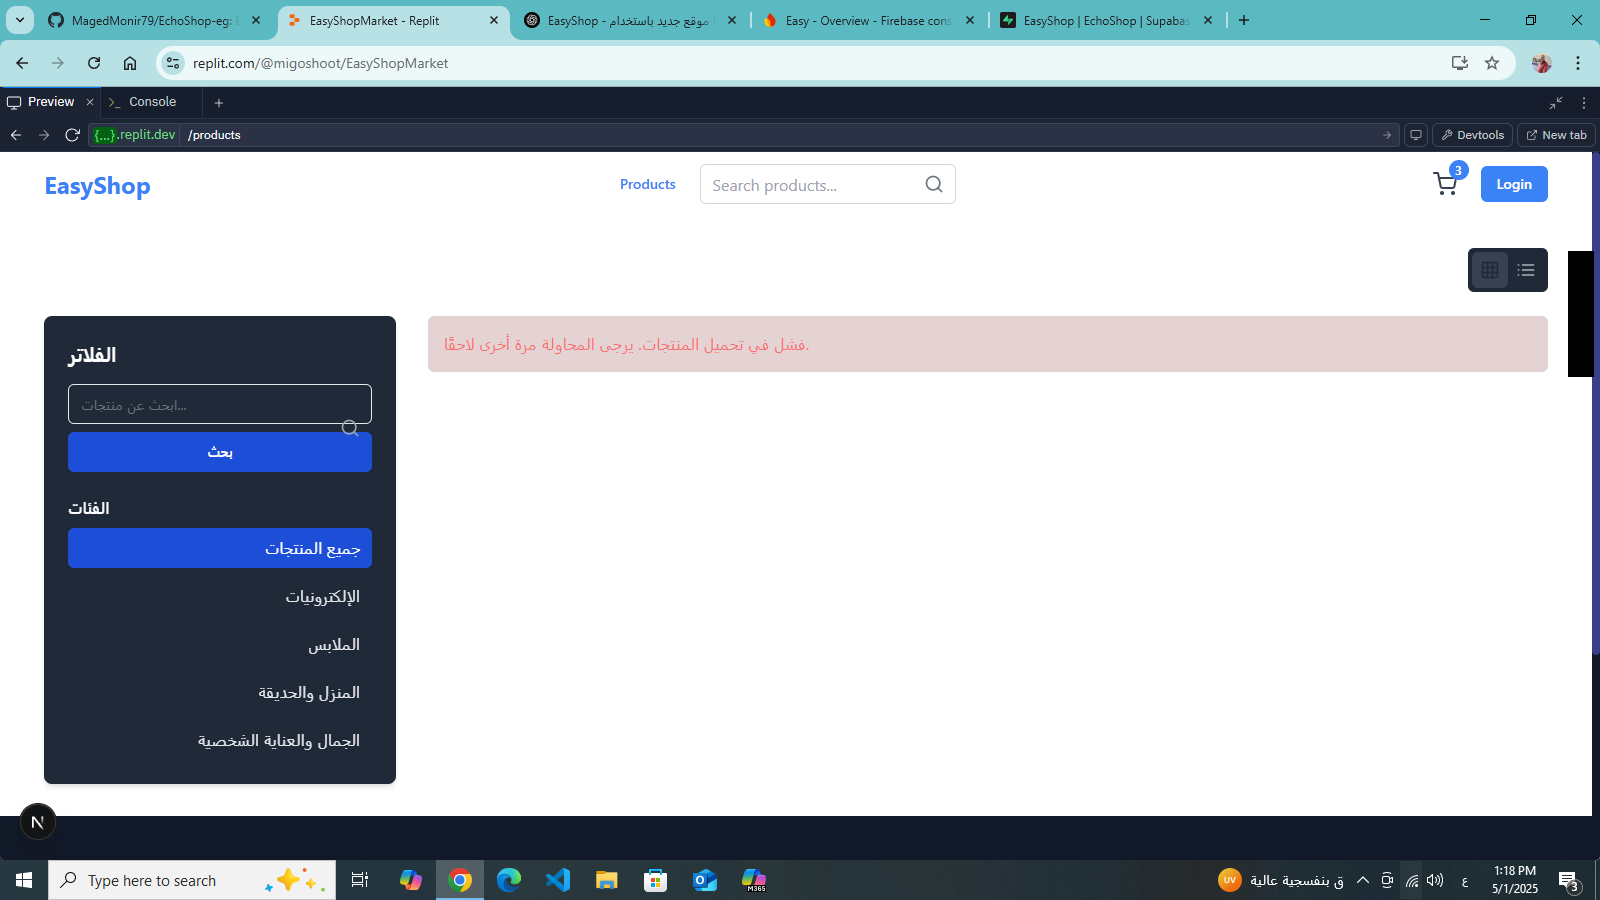 MagedMonir79/EchoShop-eg: E
EasyShopMarket - Replit
EasyShop - موقع جديد باستخدام
Easy - Overview - Firebase cons
EasyShop | EchoShop | Supabas
replit.com/@migoshoot/EasyShopMarket
Preview
Console
{...}.replit.dev
/products
Devtools
New tab
EasyShop
Products
Search products...
3
Login
الفلاتر
ابحث عن منتجات...
بحث
الفئات
جميع المنتجات
الإلكترونيات
الملابس
المنزل والحديقة
الجمال والعناية الشخصية
فشل في تحميل المنتجات. يرجى المحاولة مرة أخرى لاحقًا.
N
Type here to search
M365
UV
ق بنفسجية عالية
ع
1:18 PM
5/1/2025
3